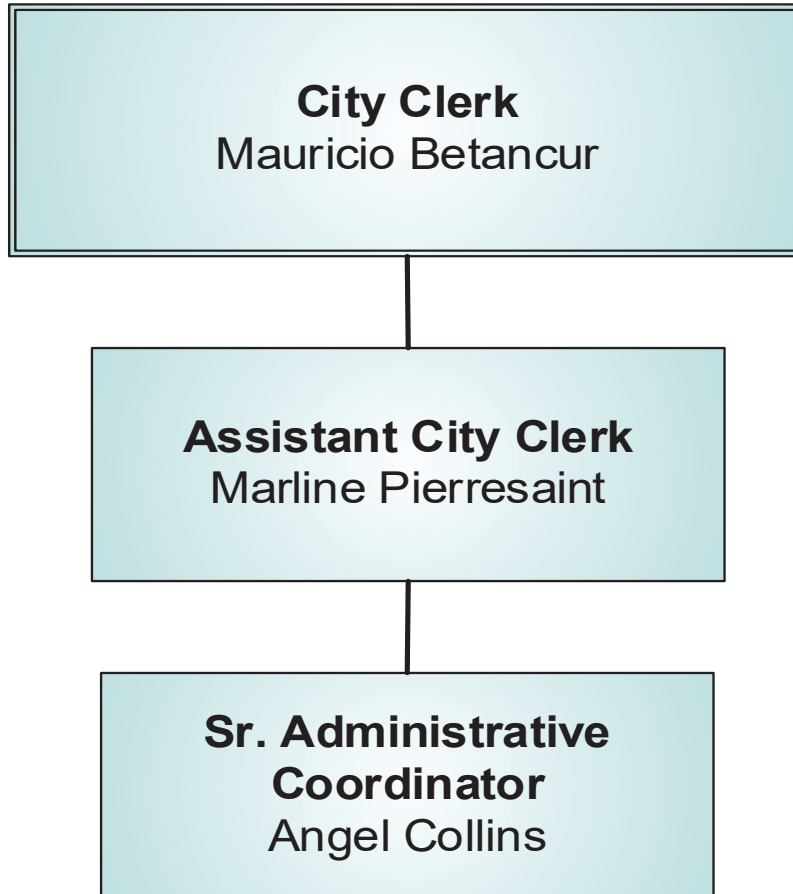 City Clerk
Mauricio Betancur
Assistant City Clerk
Marline Pierresaint
Sr. Administrative
Coordinator
Angel Collins